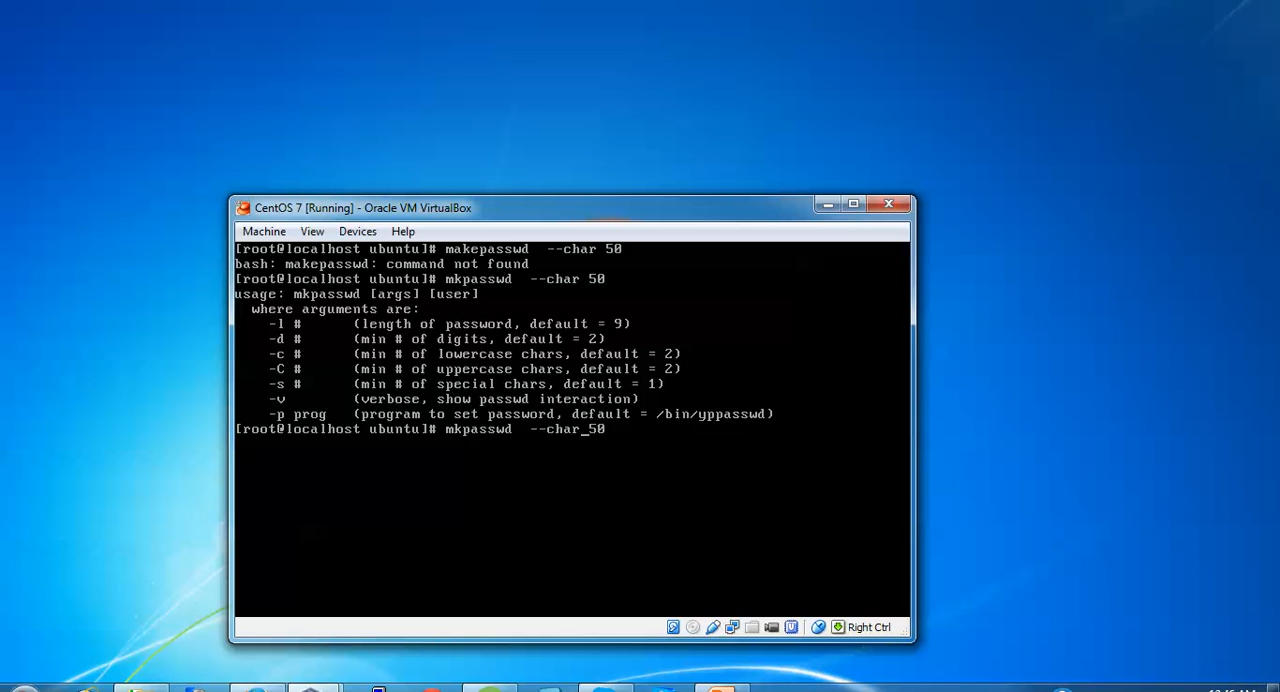 CentOS 7 [Running] - Oracle VM VirtualBox
Machine View Devices Help
[root@localhost ubuntu]# makepasswd  --char 50
bash: makepasswd: command not found
[root@localhost ubuntu]# mkpasswd  --char 50
usage: mkpasswd [args] [user]
  where arguments are:
    -l #      (length of password, default = 9)
    -d #      (min # of digits, default = 2)
    -c #      (min # of lowercase chars, default = 2)
    -C #      (min # of uppercase chars, default = 2)
    -s #      (min # of special chars, default = 1)
    -v        (verbose, show passwd interaction)
    -p prog   (program to set password, default = /bin/yppasswd)
[root@localhost ubuntu]# mkpasswd  --char_50
Right Ctrl